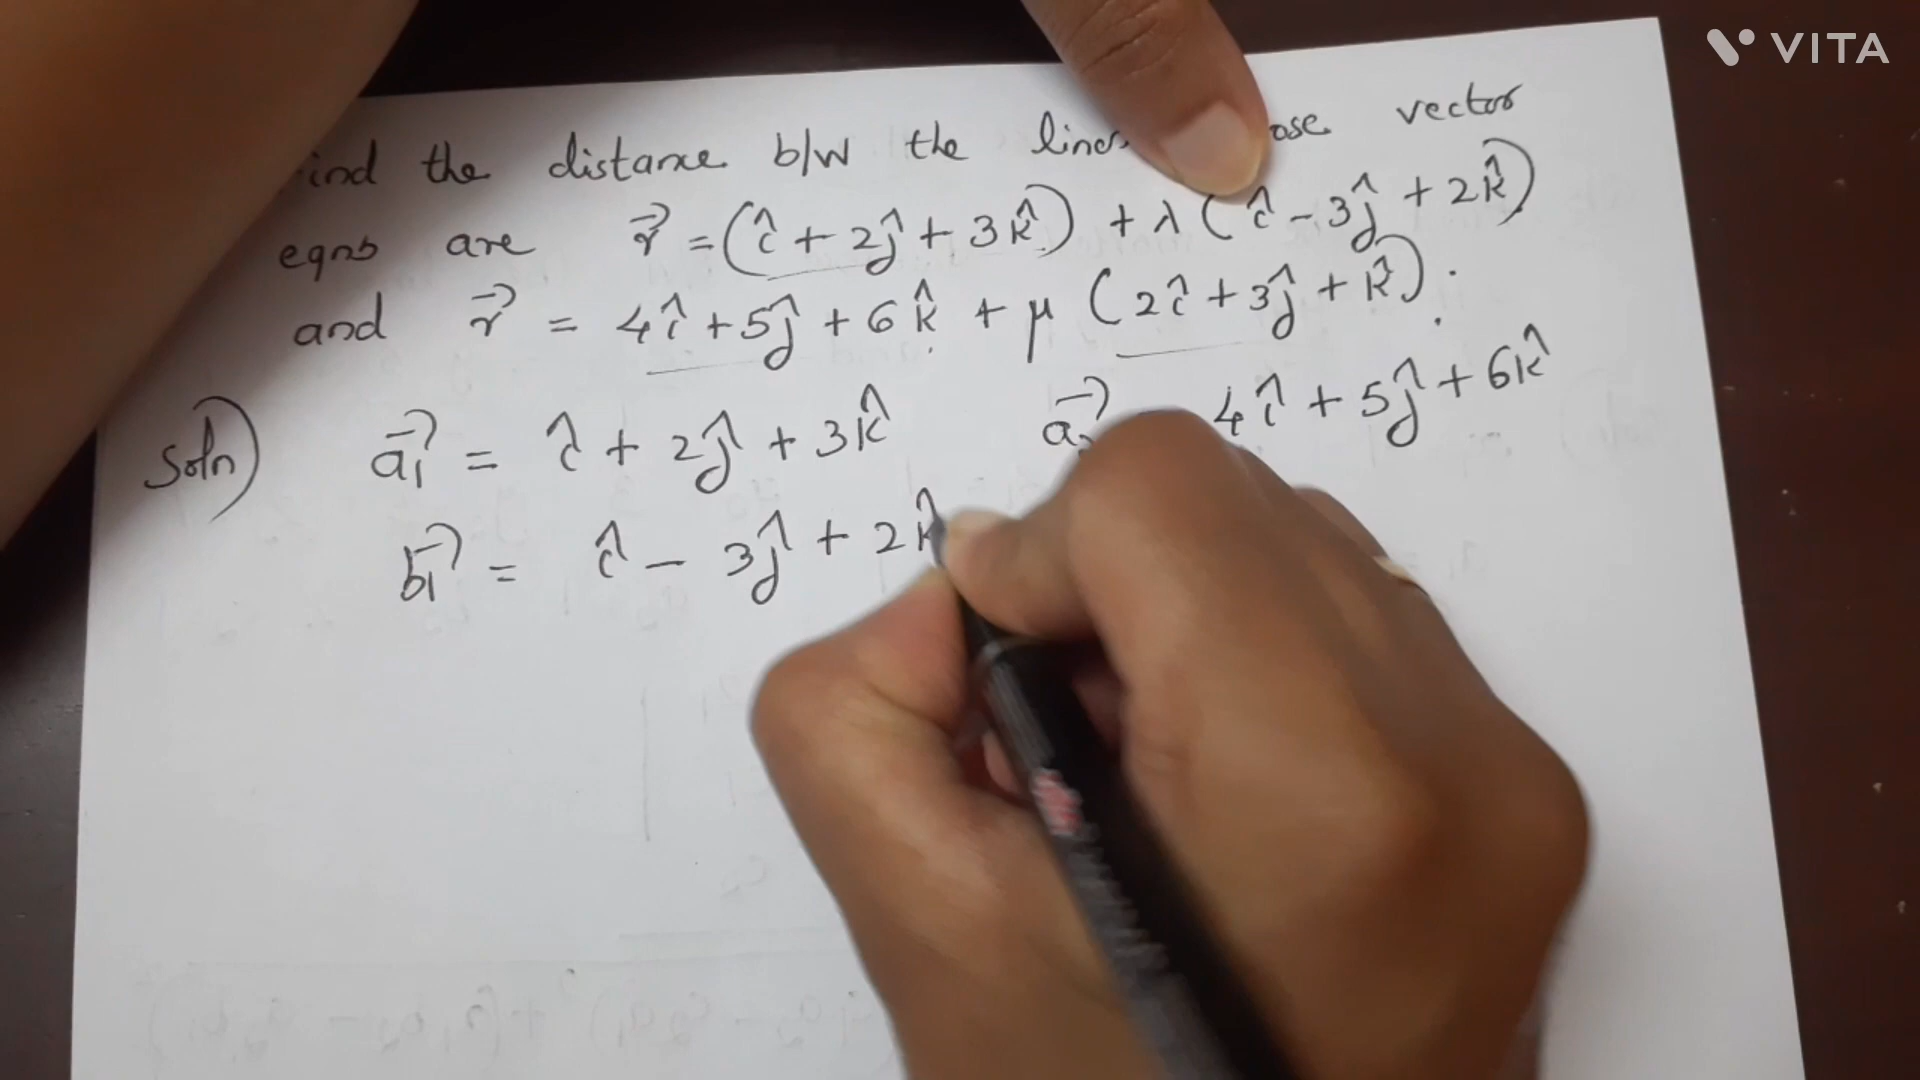 VITA
ind the distance b/w the lines ose vector
eqns are r⃗ = (î + 2ĵ + 3k̂) + λ (î - 3ĵ + 2k̂)
and r⃗ = 4î + 5ĵ + 6k̂ + μ (2î + 3ĵ + k̂).
Soln) a⃗₁ = î + 2ĵ + 3k̂ a⃗₂ 4î + 5ĵ + 6k̂
b⃗₁ = î - 3ĵ + 2k̂